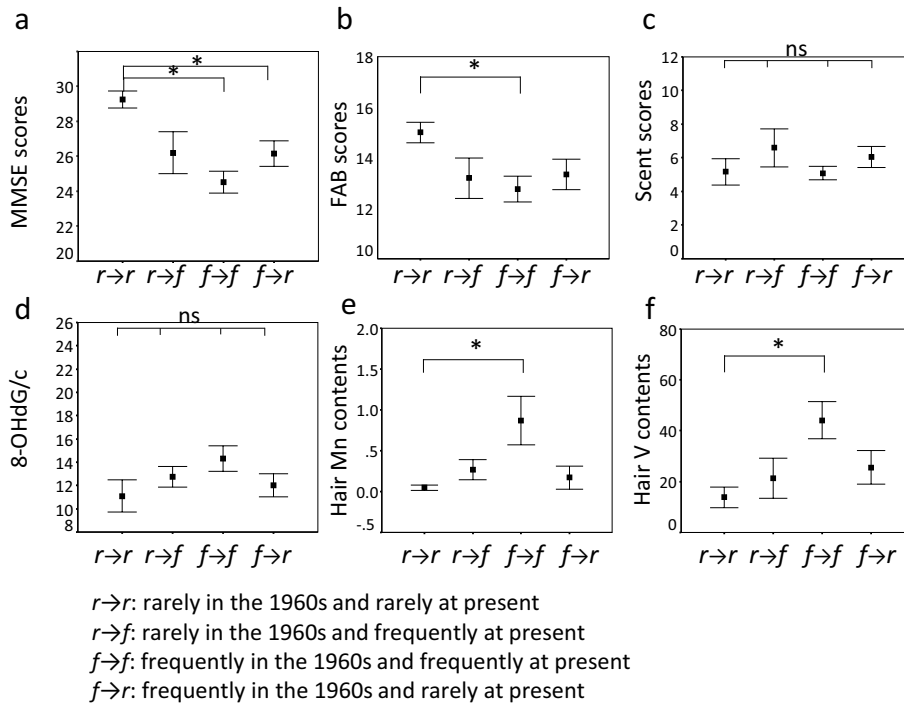 a
MMSE scores
30
28
26
24
22
20
*
*
r→r r→f f→f f→r
b
FAB scores
18
16
14
12
10
*
r→r r→f f→f f→r
c
Scent scores
12
10
8
6
4
2
0
ns
r→r r→f f→f f→r
d
8-OHdG/c
26
24
22
20
18
16
14
12
10
8
ns
r→r r→f f→f f→r
e
Hair Mn contents
2.0
1.5
1.0
.5
0.0
-.5
*
r→r r→f f→f f→r
f
Hair V contents
80
60
40
20
0
*
r→r r→f f→f f→r
r→r: rarely in the 1960s and rarely at present
r→f: rarely in the 1960s and frequently at present
f→f: frequently in the 1960s and frequently at present
f→r: frequently in the 1960s and rarely at present